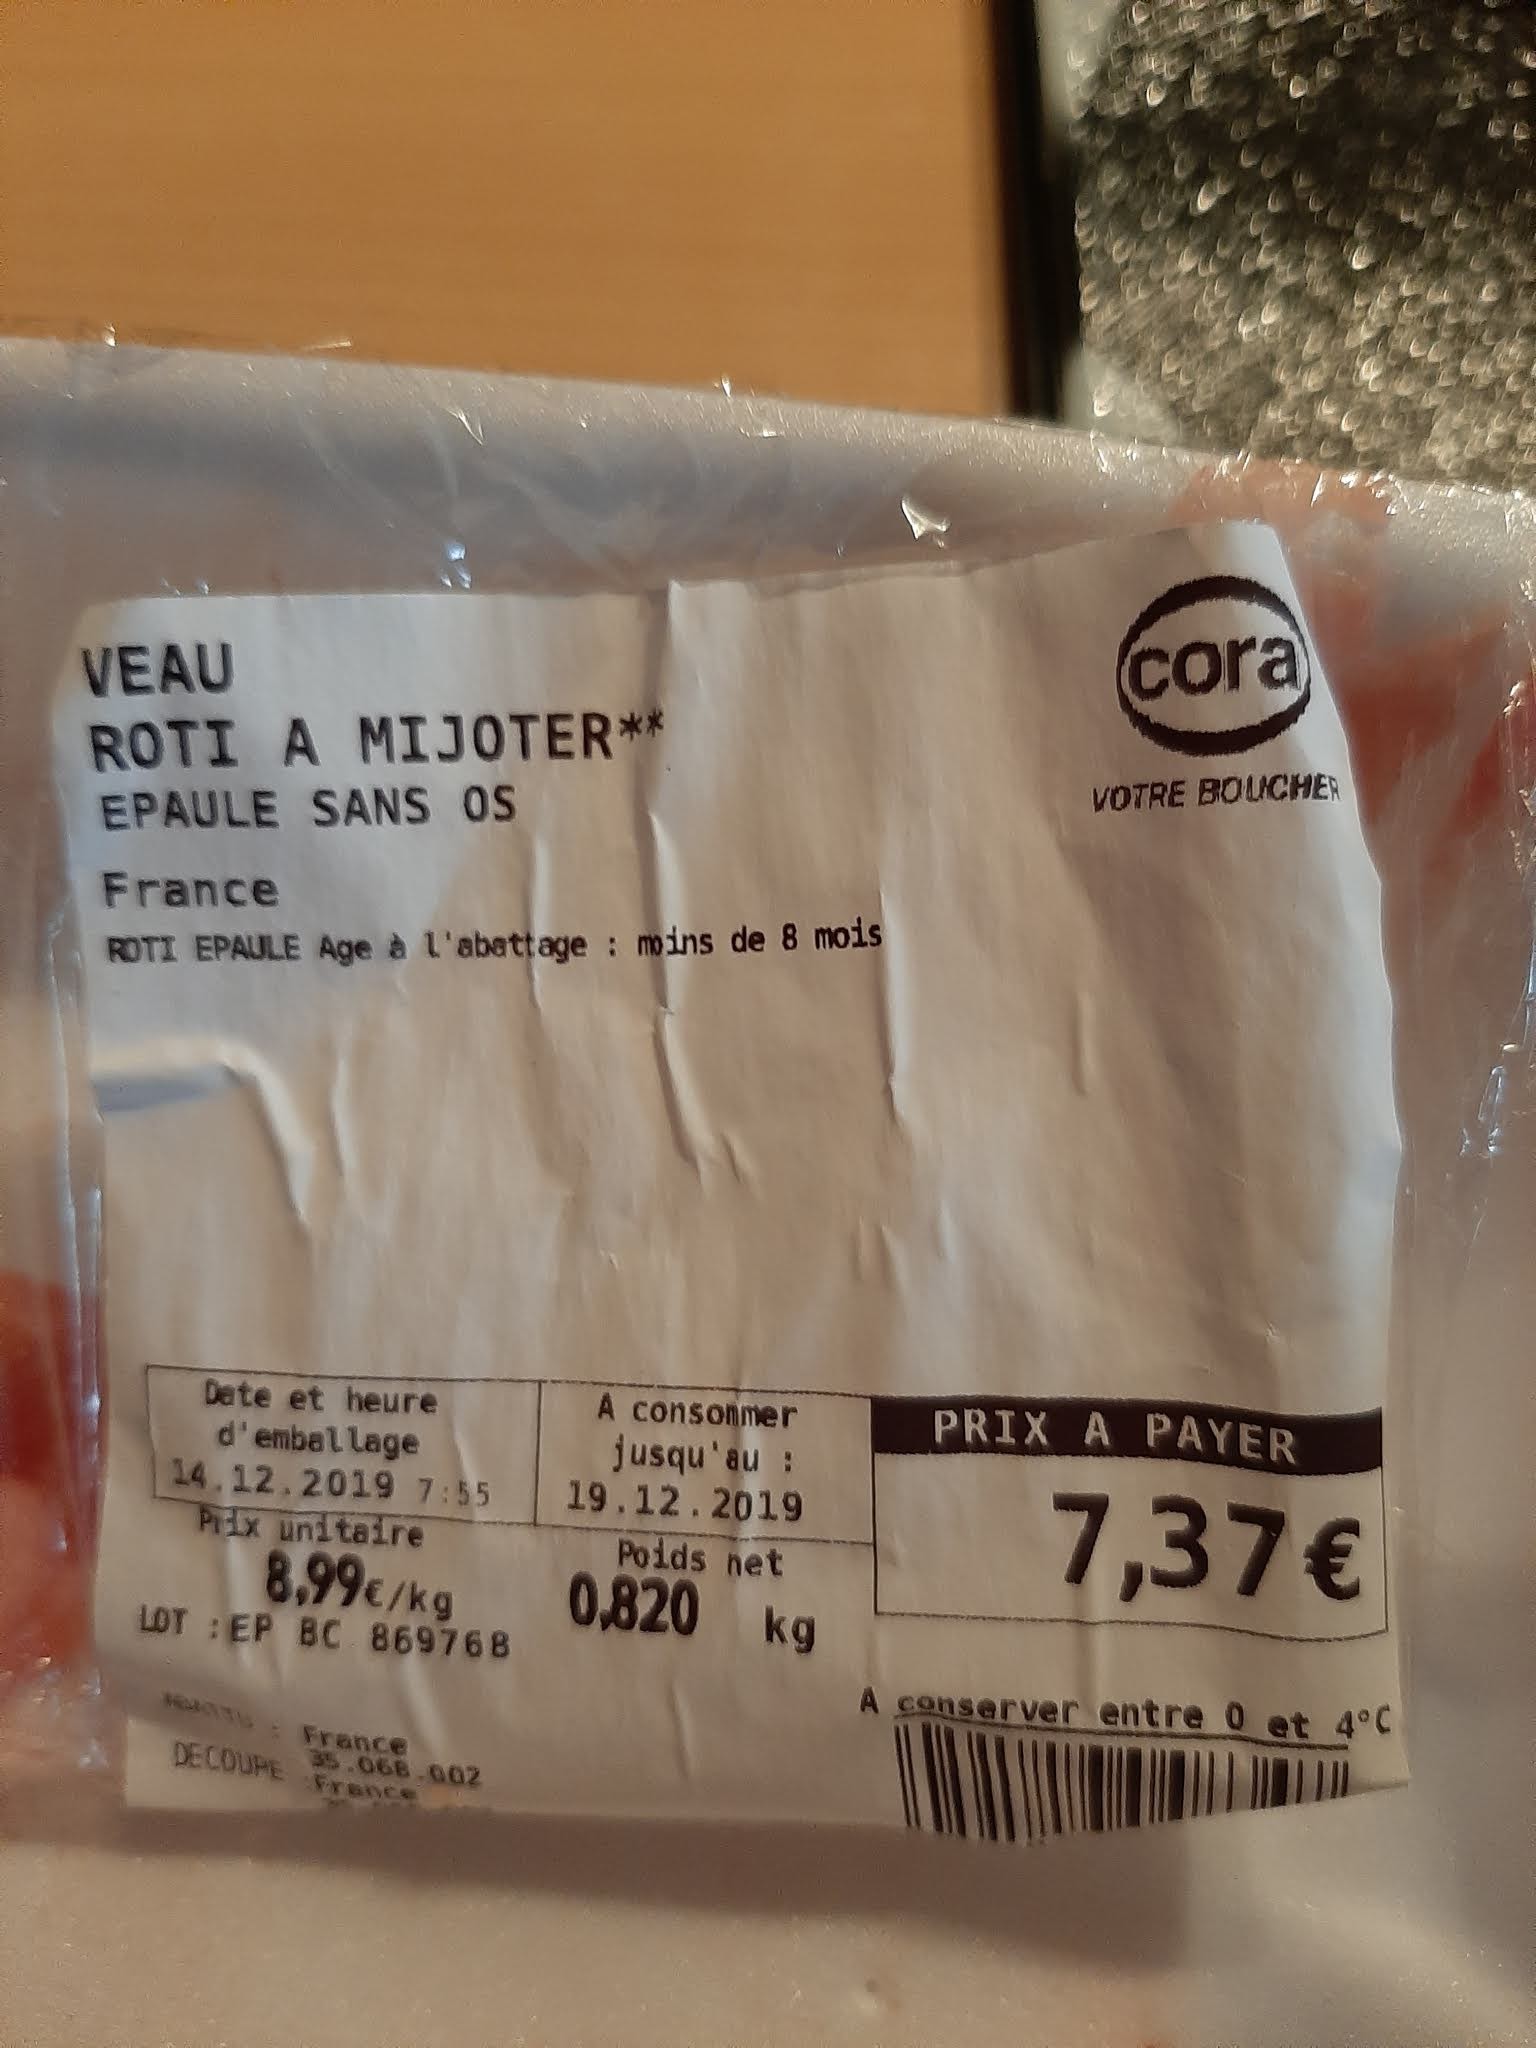 cora
VOTRE BOUCHER
VEAU
ROTI A MIJOTER**
EPAULE SANS OS
France
ROTI EPAULE Age à l'abattage : moins de 8 mois
Date et heure
d'emballage
14.12.2019 7:55
A consommer
jusqu'au :
19.12.2019
PRIX A PAYER
7,37€
Prix unitaire
8,99€/kg
Poids net
0,820 kg
LOT : EP BC 869768
A conserver entre 0 et 4°C
: France
35.068.002
DECOUPE : France